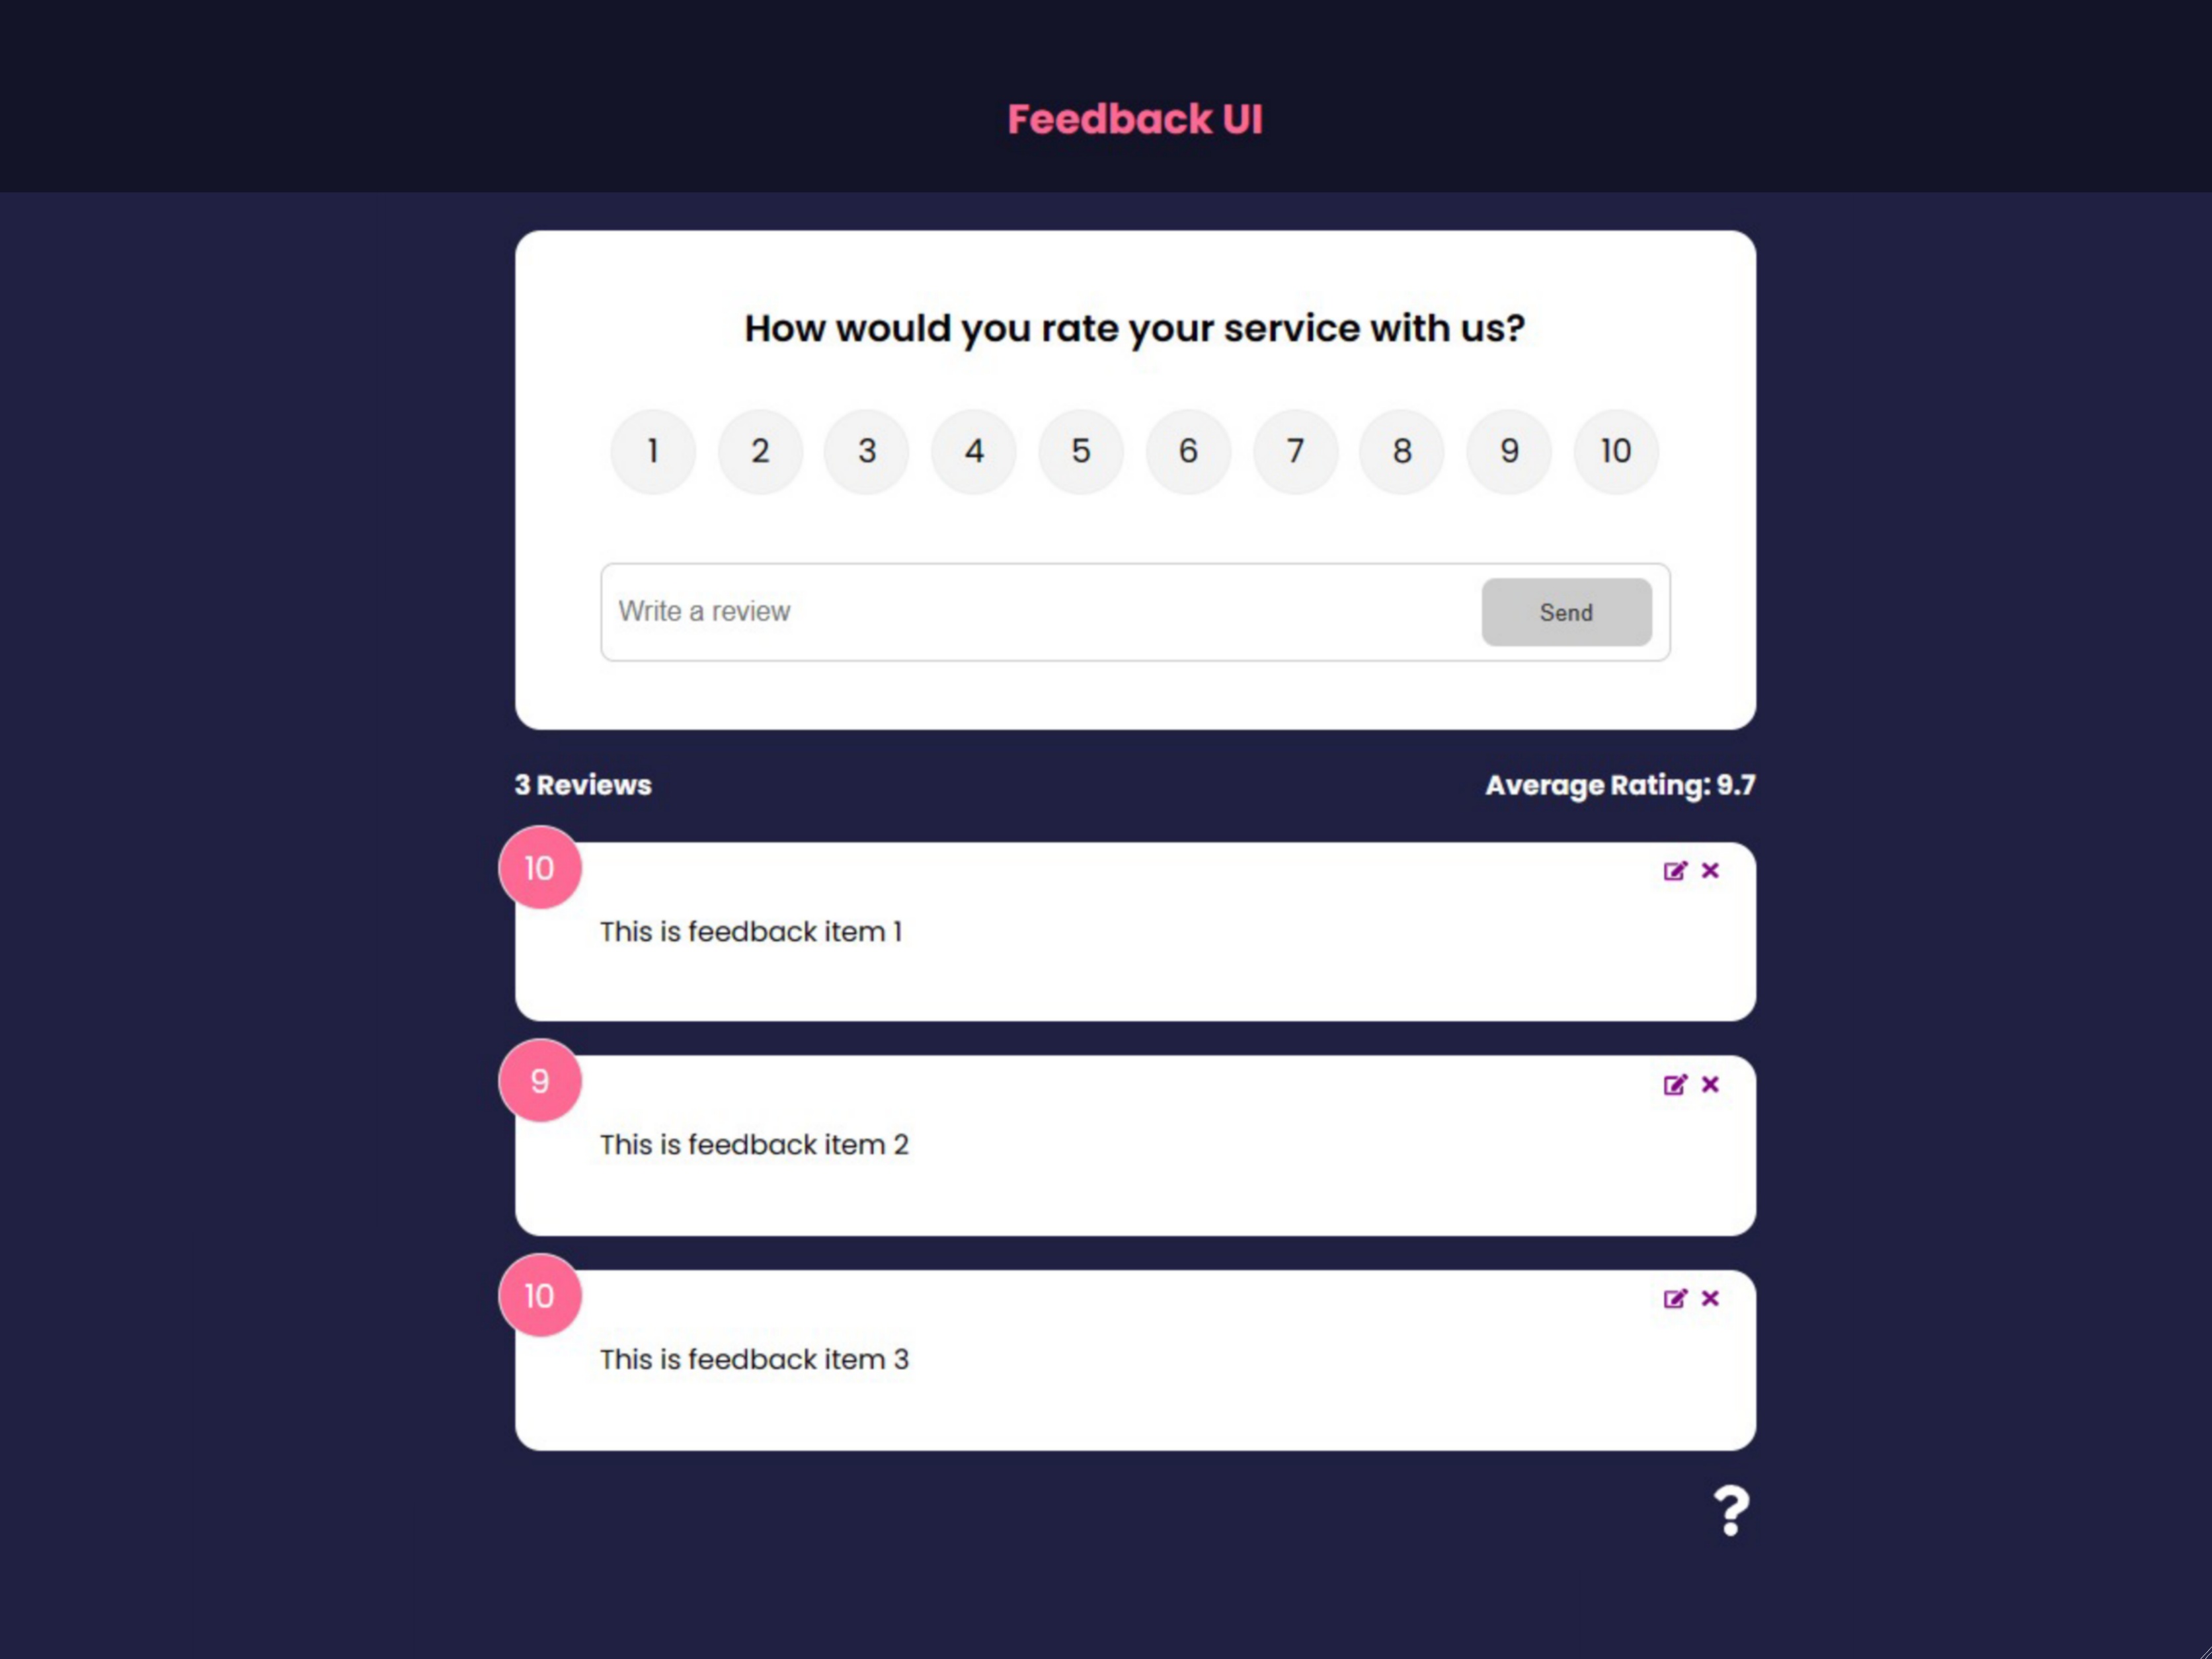 Feedback UI
How would you rate your service with us?
1 2 3 4 5 6 7 8 9 10
Write a review Send
3 Reviews Average Rating: 9.7
10
This is feedback item 1
9
This is feedback item 2
10
This is feedback item 3
?